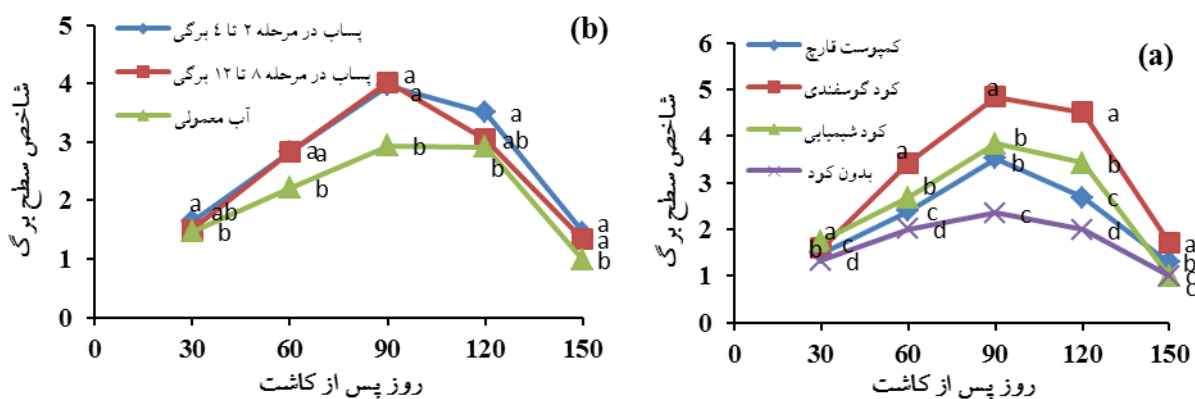 (b)
پساب در مرحله ۲ تا ٤ برگی
پساب در مرحله ۸ تا ۱۲ برگی
آب معمولی
شاخص سطح برگ
5
4
3
2
1
0
a
ab
b
a
a
b
a
a
b
a
ab
b
a
a
b
0 30 60 90 120 150
روز پس از کاشت
(a)
کمپوست قارچ
کود گوسفندی
کود شیمیایی
بدون کود
شاخص سطح برگ
6
5
4
3
2
1
0
a
b
c
d
a
b
c
d
a
b
b
c
a
b
c
d
a
b
c
c
0 30 60 90 120 150
روز پس از کاشت